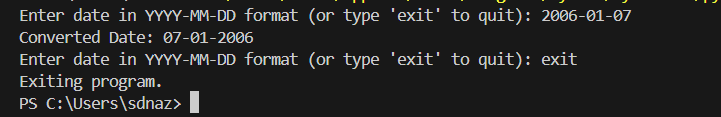 Enter date in YYYY-MM-DD format (or type 'exit' to quit): 2006-01-07
Converted Date: 07-01-2006
Enter date in YYYY-MM-DD format (or type 'exit' to quit): exit
Exiting program.
PS C:\Users\sdnaz>